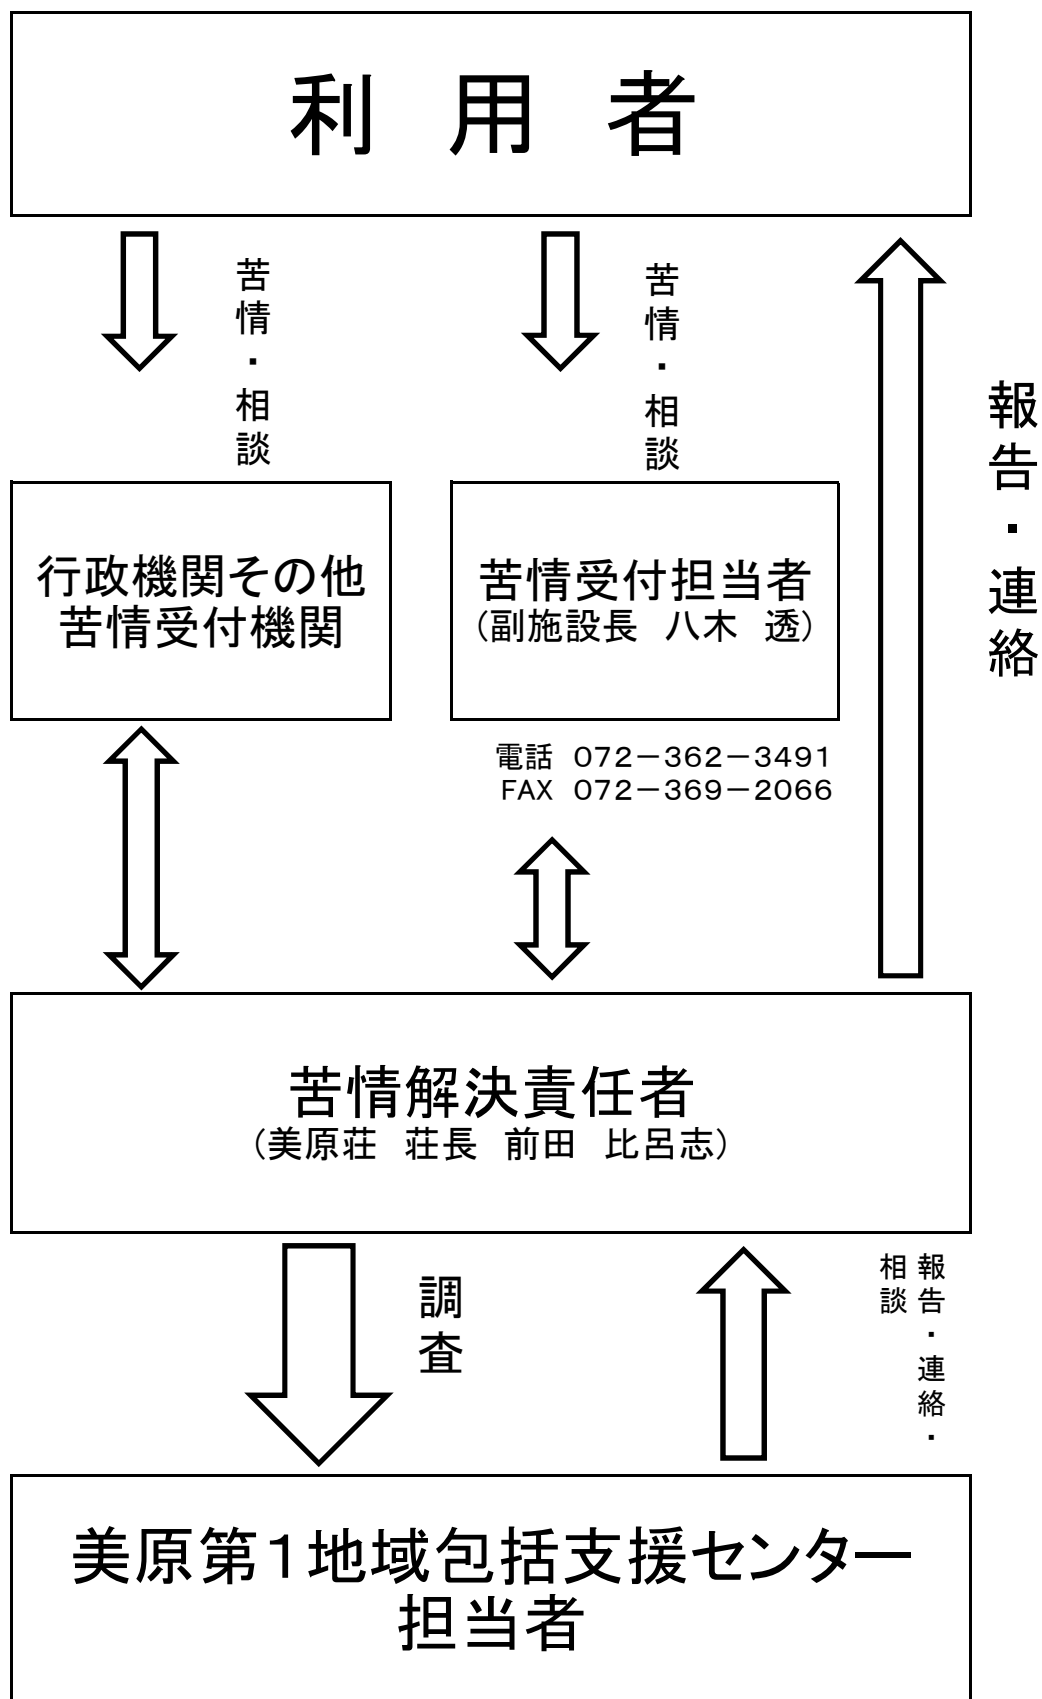 利　用　者
苦情・相談
苦情・相談
報告・連絡
行政機関その他
苦情受付機関
苦情受付担当者
（副施設長　八木　透）
電話　072－362－3491
FAX　072－369－2066
苦情解決責任者
（美原荘　荘長　前田　比呂志）
調査
報告・連絡・
相談
美原第１地域包括支援センター
担当者